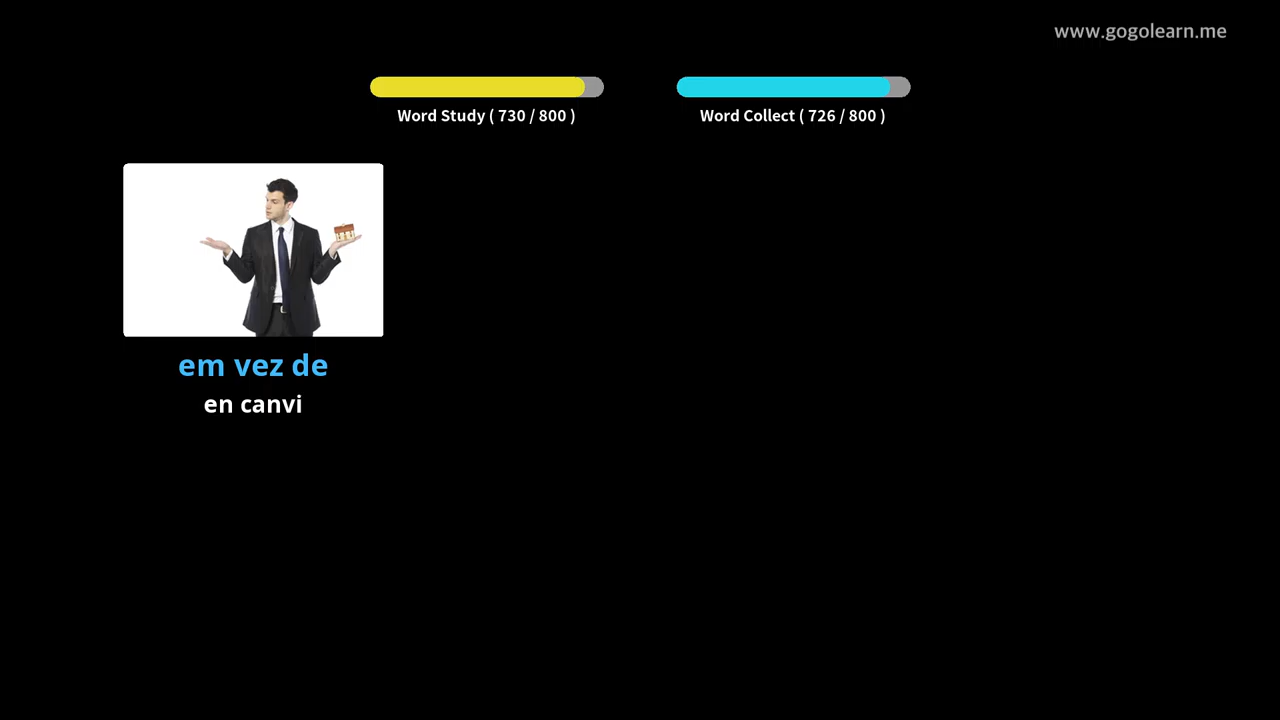 www.gogolearn.me
Word Study ( 730 / 800 )
Word Collect ( 726 / 800 )
em vez de
en canvi